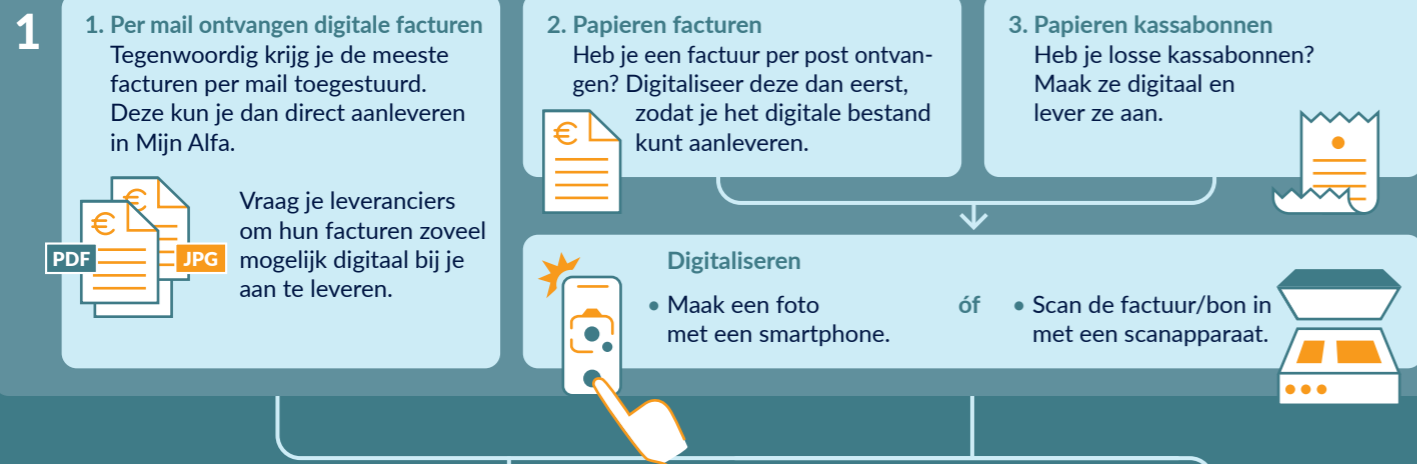 1
1. Per mail ontvangen digitale facturen
Tegenwoordig krijg je de meeste
facturen per mail toegestuurd.
Deze kun je dan direct aanleveren
in Mijn Alfa.
€
€
PDF
JPG
Vraag je leveranciers
om hun facturen zoveel
mogelijk digitaal bij je
aan te leveren.
2. Papieren facturen
Heb je een factuur per post ontvan-
gen? Digitaliseer deze dan eerst,
zodat je het digitale bestand
kunt aanleveren.
€
3. Papieren kassabonnen
Heb je losse kassabonnen?
Maak ze digitaal en
lever ze aan.
Digitaliseren
• Maak een foto
met een smartphone.
óf
• Scan de factuur/bon in
met een scanapparaat.